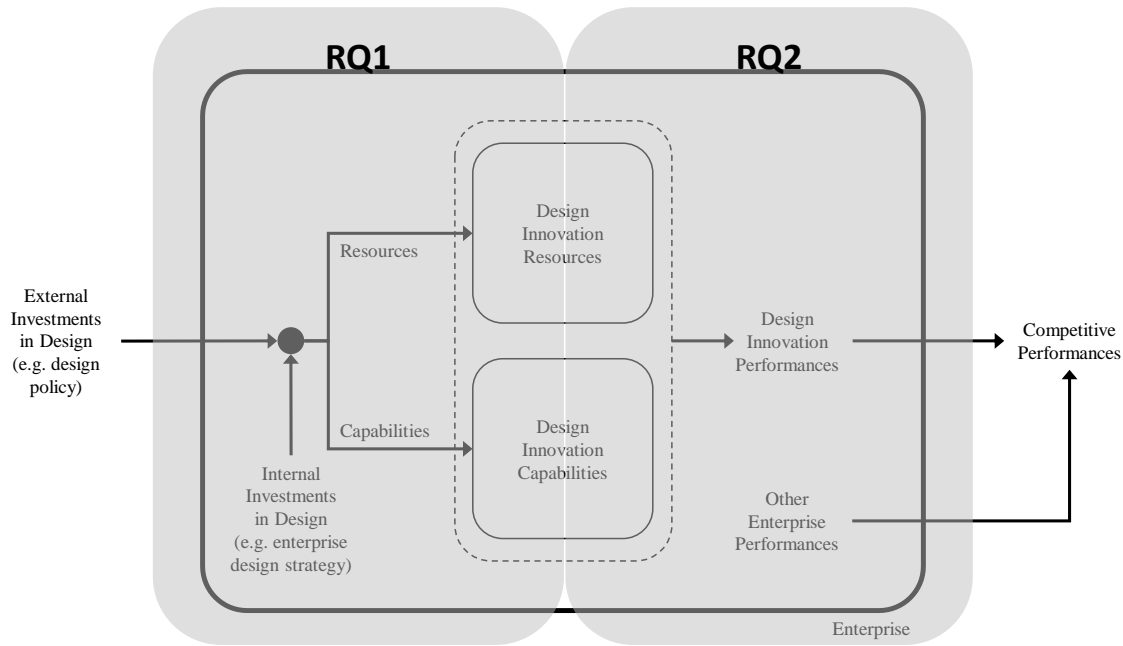 RQ1
RQ2
Design
Innovation
Resources
Resources
External
Investments
in Design
(e.g. design
policy)
Design
Innovation
Performances
Competitive
Performances
Capabilities
Design
Innovation
Capabilities
Internal
Investments
in Design
(e.g. enterprise
design strategy)
Other
Enterprise
Performances
Enterprise